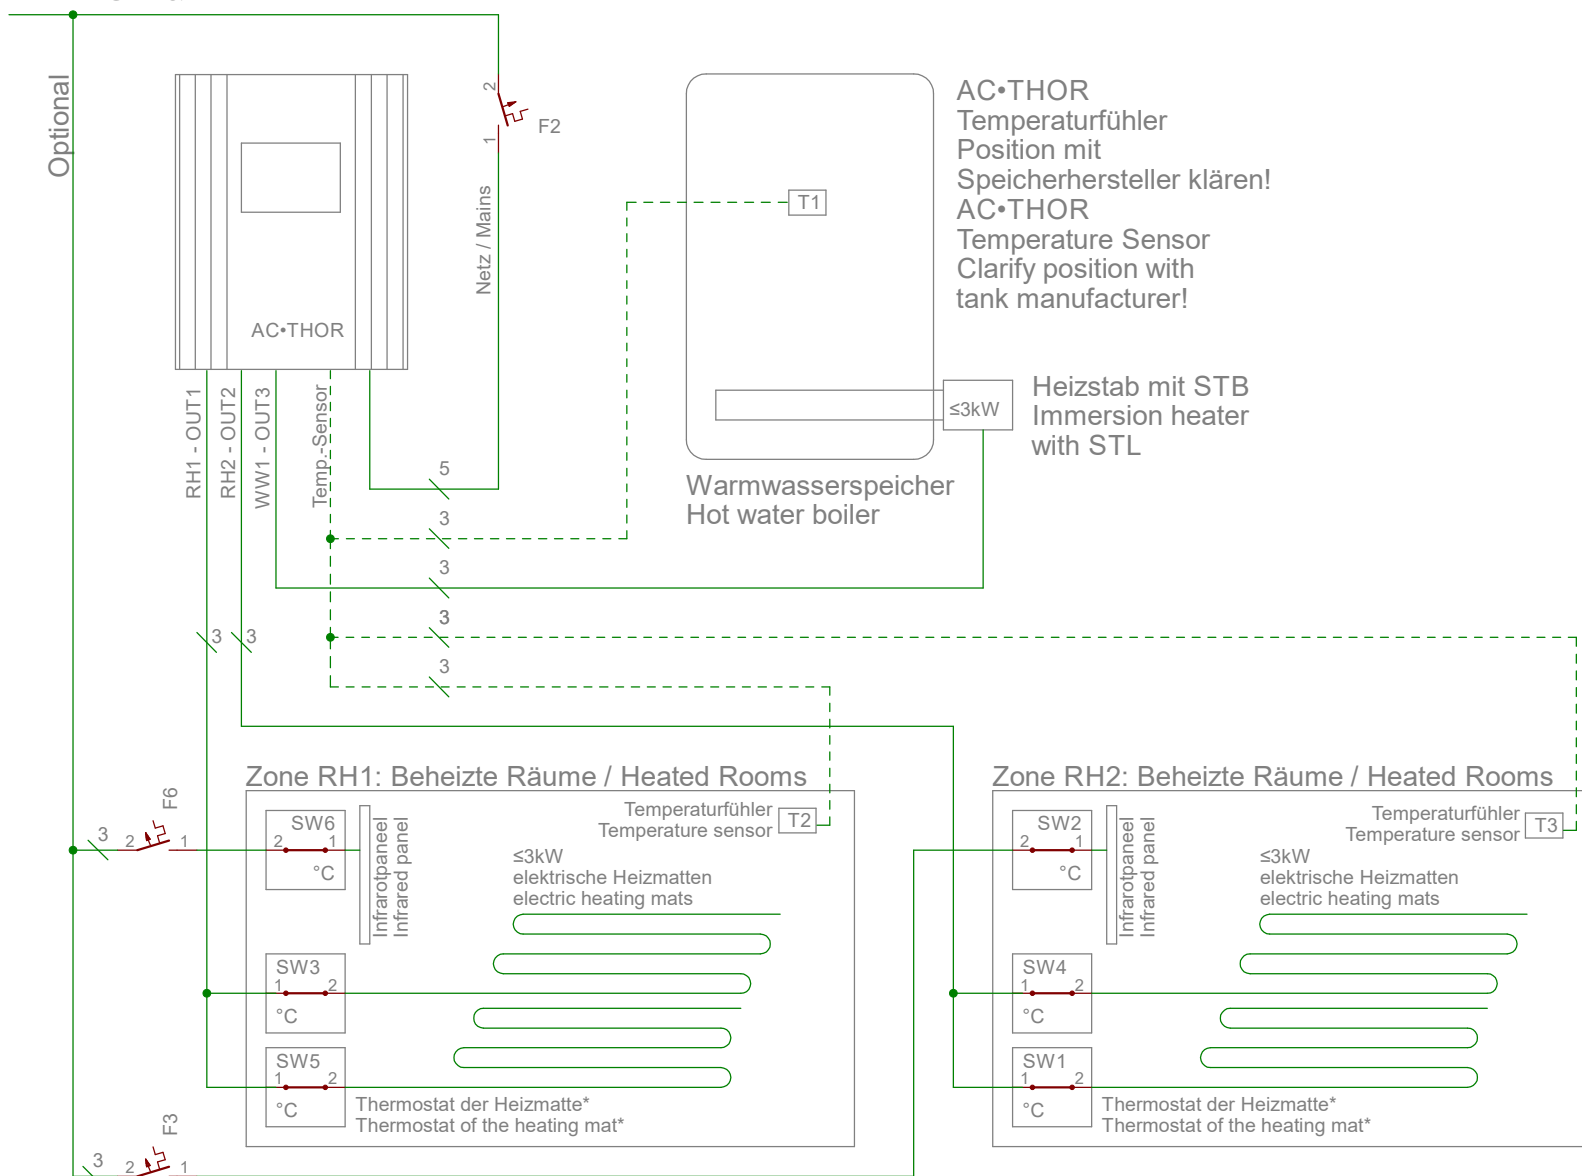 Optional
2
1
F2
Netz / Mains
AC•THOR
RH1 - OUT1
RH2 - OUT2
WW1 - OUT3
Temp.-Sensor
T1
AC•THOR
Temperaturfühler
Position mit
Speicherhersteller klären!
AC•THOR
Temperature Sensor
Clarify position with
tank manufacturer!
≤3kW
Heizstab mit STB
Immersion heater
with STL
Warmwasserspeicher
Hot water boiler
5
3
3
3
3
3
3
Zone RH1: Beheizte Räume / Heated Rooms
F6
3
2
1
SW6
2
1
°C
Infrarotpaneel
Infrared panel
Temperaturfühler
Temperature sensor
T2
≤3kW
elektrische Heizmatten
electric heating mats
SW3
1
2
°C
SW5
1
2
°C
Thermostat der Heizmatte*
Thermostat of the heating mat*
Zone RH2: Beheizte Räume / Heated Rooms
SW2
2
1
°C
Infrarotpaneel
Infrared panel
Temperaturfühler
Temperature sensor
T3
≤3kW
elektrische Heizmatten
electric heating mats
SW4
1
2
°C
SW1
1
2
°C
Thermostat der Heizmatte*
Thermostat of the heating mat*
F3
3
2
1